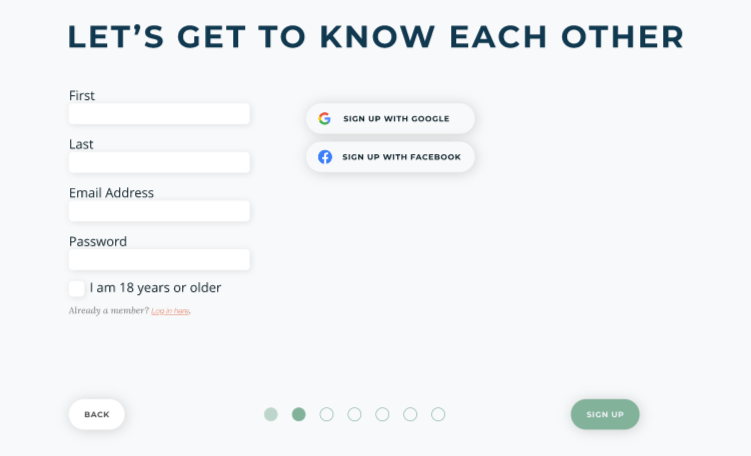 LET'S GET TO KNOW EACH OTHER
First
Last
Email Address
Password
I am 18 years or older
Already a member? Log in here.
SIGN UP WITH GOOGLE
SIGN UP WITH FACEBOOK
BACK
SIGN UP